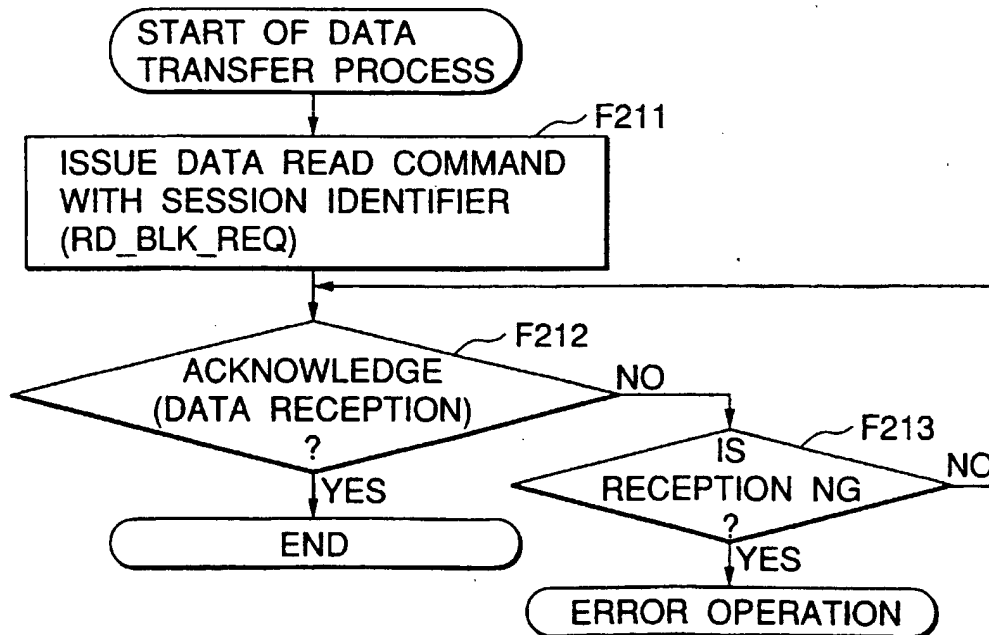 START OF DATA
TRANSFER PROCESS
F211
ISSUE DATA READ COMMAND
WITH SESSION IDENTIFIER
(RD_BLK_REQ)
F212
ACKNOWLEDGE
(DATA RECEPTION)
?
NO
YES
END
F213
IS
RECEPTION NG
?
NO
YES
ERROR OPERATION